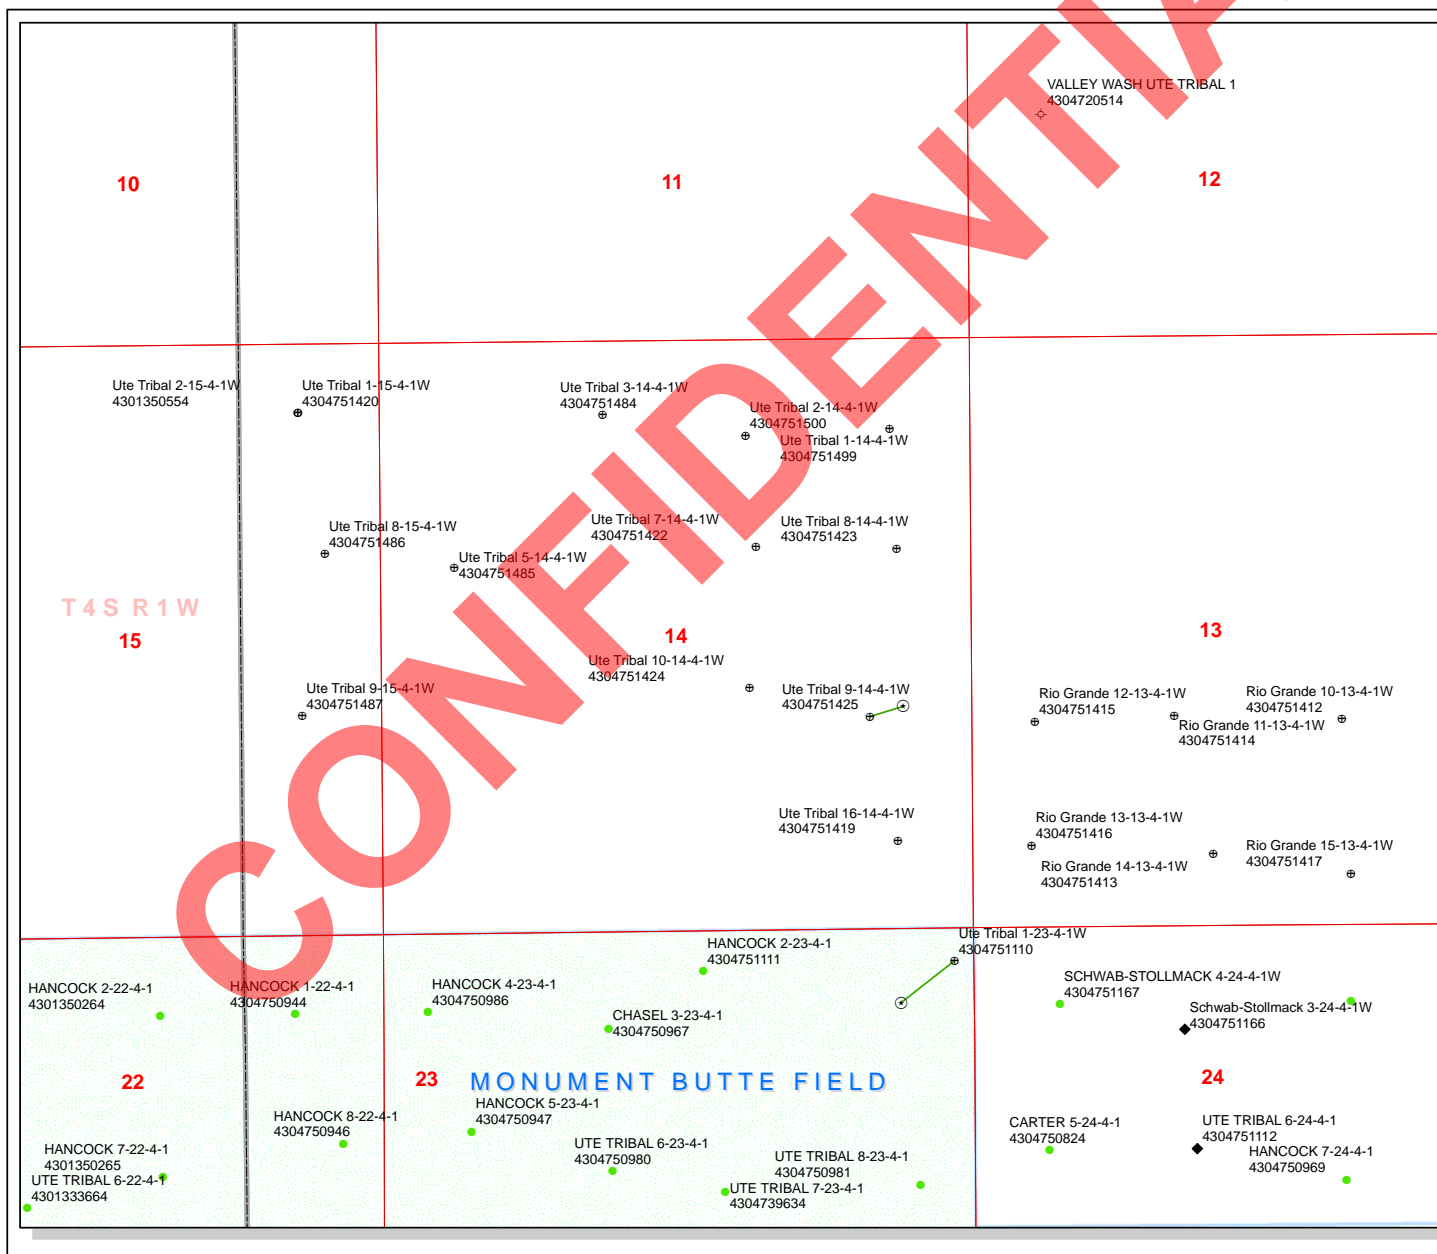 VALLEY WASH UTE TRIBAL 1
4304720514
10
11
12
Ute Tribal 2-15-4-1W
4301350554
Ute Tribal 1-15-4-1W
4304751420
Ute Tribal 3-14-4-1W
4304751484
Ute Tribal 2-14-4-1W
4304751500
Ute Tribal 1-14-4-1W
4304751499
Ute Tribal 8-15-4-1W
4304751486
Ute Tribal 5-14-4-1W
4304751485
Ute Tribal 7-14-4-1W
4304751422
Ute Tribal 8-14-4-1W
4304751423
T4S R1W
15
14
13
Ute Tribal 9-15-4-1W
4304751487
Ute Tribal 10-14-4-1W
4304751424
Ute Tribal 9-14-4-1W
4304751425
Rio Grande 12-13-4-1W
4304751415
Rio Grande 10-13-4-1W
4304751412
Rio Grande 11-13-4-1W
4304751414
Ute Tribal 16-14-4-1W
4304751419
Rio Grande 13-13-4-1W
4304751416
Rio Grande 14-13-4-1W
4304751413
Rio Grande 15-13-4-1W
4304751417
CONFIDENTIA
HANCOCK 2-22-4-1
4301350264
HANCOCK 1-22-4-1
4304750944
HANCOCK 4-23-4-1
4304750986
HANCOCK 2-23-4-1
4304751111
CHASEL 3-23-4-1
4304750967
Ute Tribal 1-23-4-1W
4304751110
SCHWAB-STOLLMACK 4-24-4-1W
4304751167
Schwab-Stollmack 3-24-4-1W
4304751166
22
23
MONUMENT BUTTE FIELD
24
HANCOCK 8-22-4-1
4304750946
HANCOCK 5-23-4-1
4304750947
HANCOCK 7-22-4-1
4301350265
UTE TRIBAL 6-22-4-1
4301333664
UTE TRIBAL 6-23-4-1
4304750980
UTE TRIBAL 8-23-4-1
4304750981
UTE TRIBAL 7-23-4-1
4304739634
CARTER 5-24-4-1
4304750824
UTE TRIBAL 6-24-4-1
4304751112
HANCOCK 7-24-4-1
4304750969